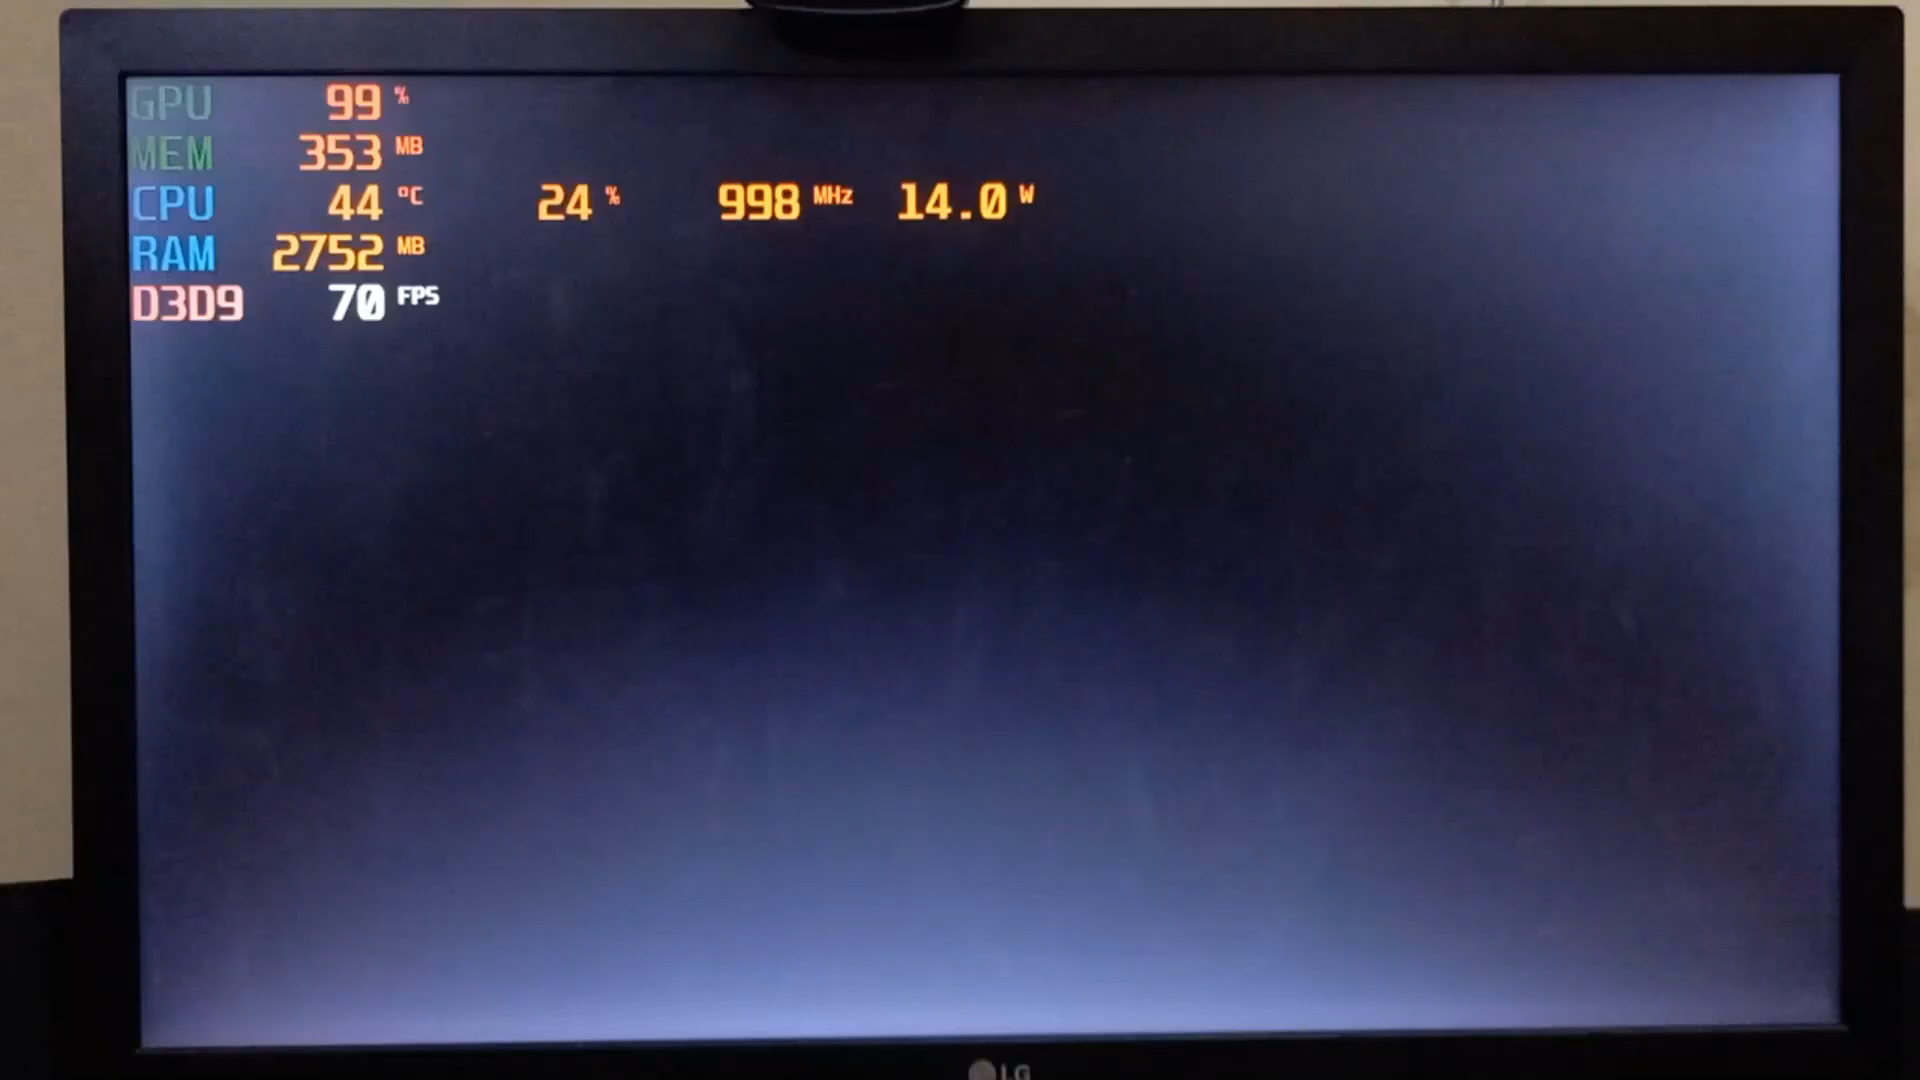 GPU 99 %
MEM 353 MB
CPU 44 °C 24 % 998 MHz 14.0 W
RAM 2752 MB
D3D9 70 FPS
LG